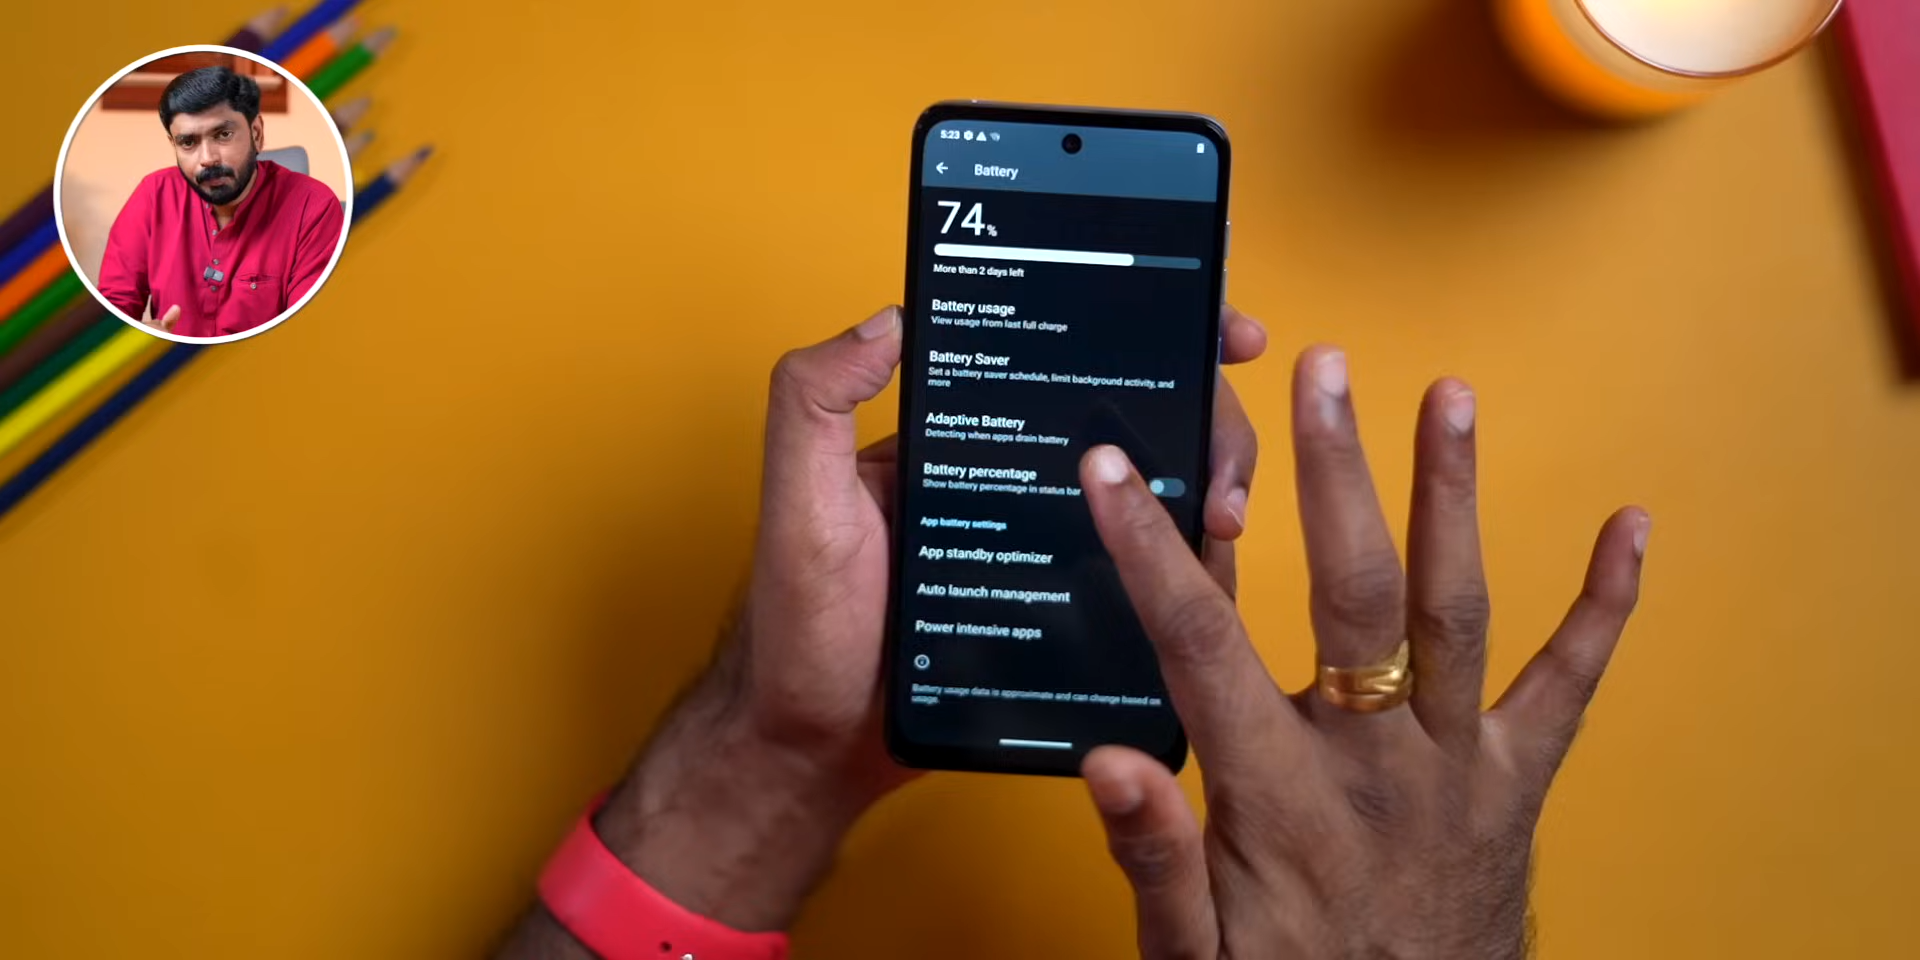 5:23
Battery
74%
More than 2 days left
Battery usage
View usage from last full charge
Battery Saver
Set a battery saver schedule, limit background activity, and
more
Adaptive Battery
Detecting when apps drain battery
Battery percentage
Show battery percentage in status bar
App battery settings
App standby optimizer
Auto launch management
Power intensive apps
Battery usage data is approximate and can change based on
usage.